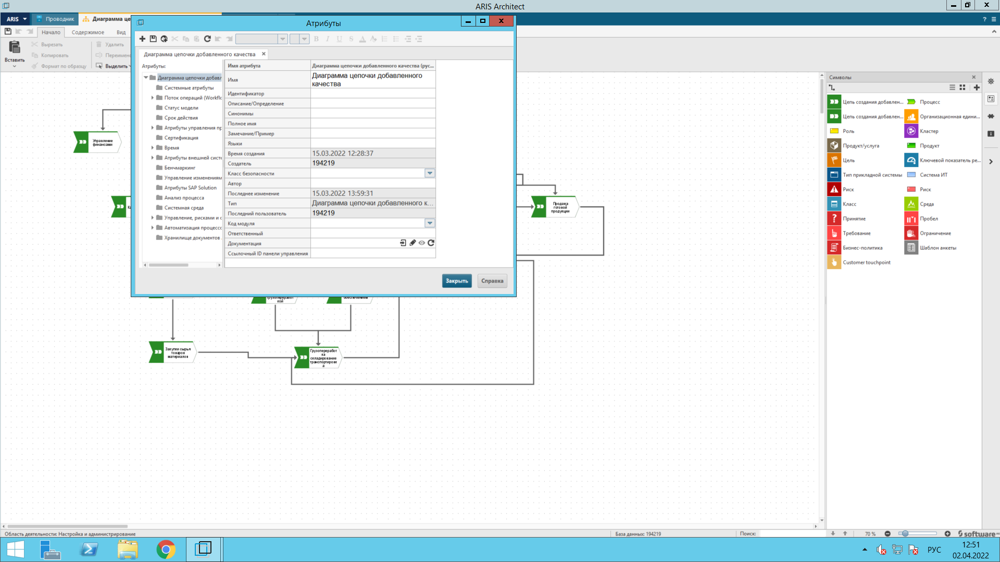 ARIS Architect
ARIS
Проводник
Диаграмма це
?
Начало
Содержимое
Вид
Вставить
Вырезать
Копировать
Формат по образцу
Удалить
Переимено
Выделить
Атрибуты
B I U S A
Диаграмма цепочки добавленного качества
Атрибуты:
Диаграмма цепочки добавл
Системные атрибуты
Поток операций (Workflo
Статус модели
Срок действия
Атрибуты управления пр
Сертификация
Время
Атрибуты внешней систе
Бенчмаркинг
Управление изменениям
Атрибуты SAP Solution
Анализ процесса
Системная среда
Управление, рисками и с
Автоматизация процессо
Хранилище документов
Имя атрибута
Диаграмма цепочки добавленного качества (рус...
Имя
Диаграмма цепочки добавленного
качества
Идентификатор
Описание/Определение
Синонимы
Полное имя
Замечание/Пример
Языки
Время создания
15.03.2022 12:28:37
Создатель
194219
Класс безопасности
Автор
Последнее изменение
15.03.2022 13:59:31
Тип
Диаграмма цепочки добавленного к...
Последний пользователь
194219
Код модуля
Ответственный
Документация
Ссылочный ID панели управления
Закрыть
Справка
Управление
финансами
Продажа
готовой
продукции
Грузопереработ
кой
обеспечением
Закупки сырья
товаров
материалов
Грузопереработ
ка
складирование
транспортировк
а
Символы
Цепь создания добавлен...
Процесс
Цепь создания добавлен...
Организационная едини...
Роль
Кластер
Продукт/услуга
Продукт
Цель
Ключевой показатель ре...
Тип прикладной системы
Система ИТ
Риск
Риск
Класс
Среда
Принятие
Пробел
Требование
Ограничение
Бизнес-политика
Шаблон анкеты
Customer touchpoint
Область деятельности: Настройка и администрирование
База данных: 194219
Поиск:
70 %
software
РУС
12:51
02.04.2022